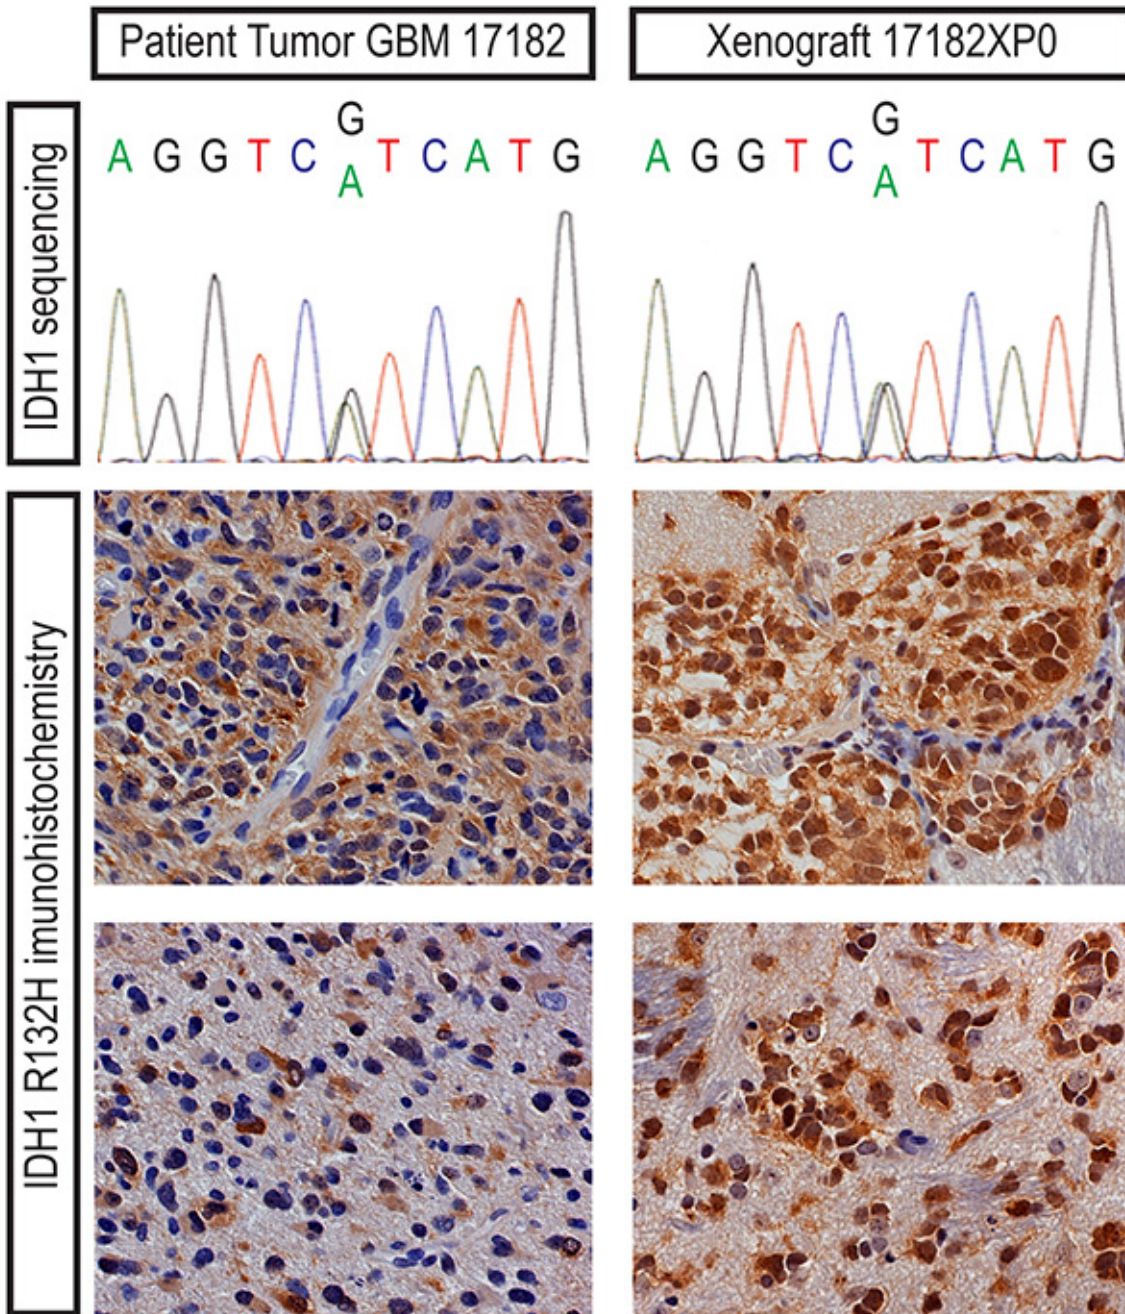 Patient Tumor GBM 17182
Xenograft 17182XP0
IDH1 sequencing
G
A G G T C T C A T G
A
G
A G G T C T C A T G
A
IDH1 R132H imunohistochemistry